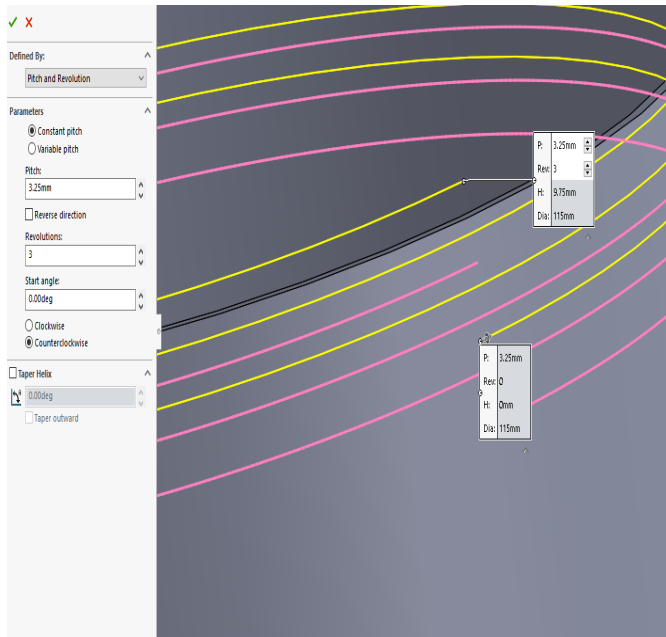 Defined By:
Pitch and Revolution
Parameters
Constant pitch
Variable pitch
Pitch:
3.25mm
Reverse direction
Revolutions:
3
Start angle:
0.00deg
Clockwise
Counterclockwise
Taper Helix
0.00deg
Taper outward
P: 3.25mm
Rev: 3
H: 9.75mm
Dia: 115mm
P: 3.25mm
Rev: 0
H: 0mm
Dia: 115mm